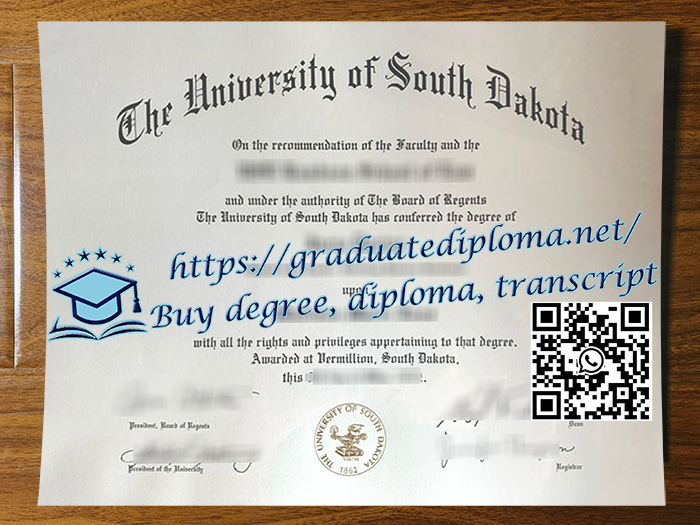 The University of South Dakota
On the recommendation of the Faculty and the
and under the authority of The Board of Regents
The University of South Dakota has conferred the degree of
https://graduatediploma.net/
upon
Buy degree, diploma, transcript
with all the rights and privileges appertaining to that degree.
Awarded at Vermillion, South Dakota,
this
President, Board of Regents
Dean
THE UNIVERSITY OF SOUTH DAKOTA
VERITAS
1862
President of the University
Registrar